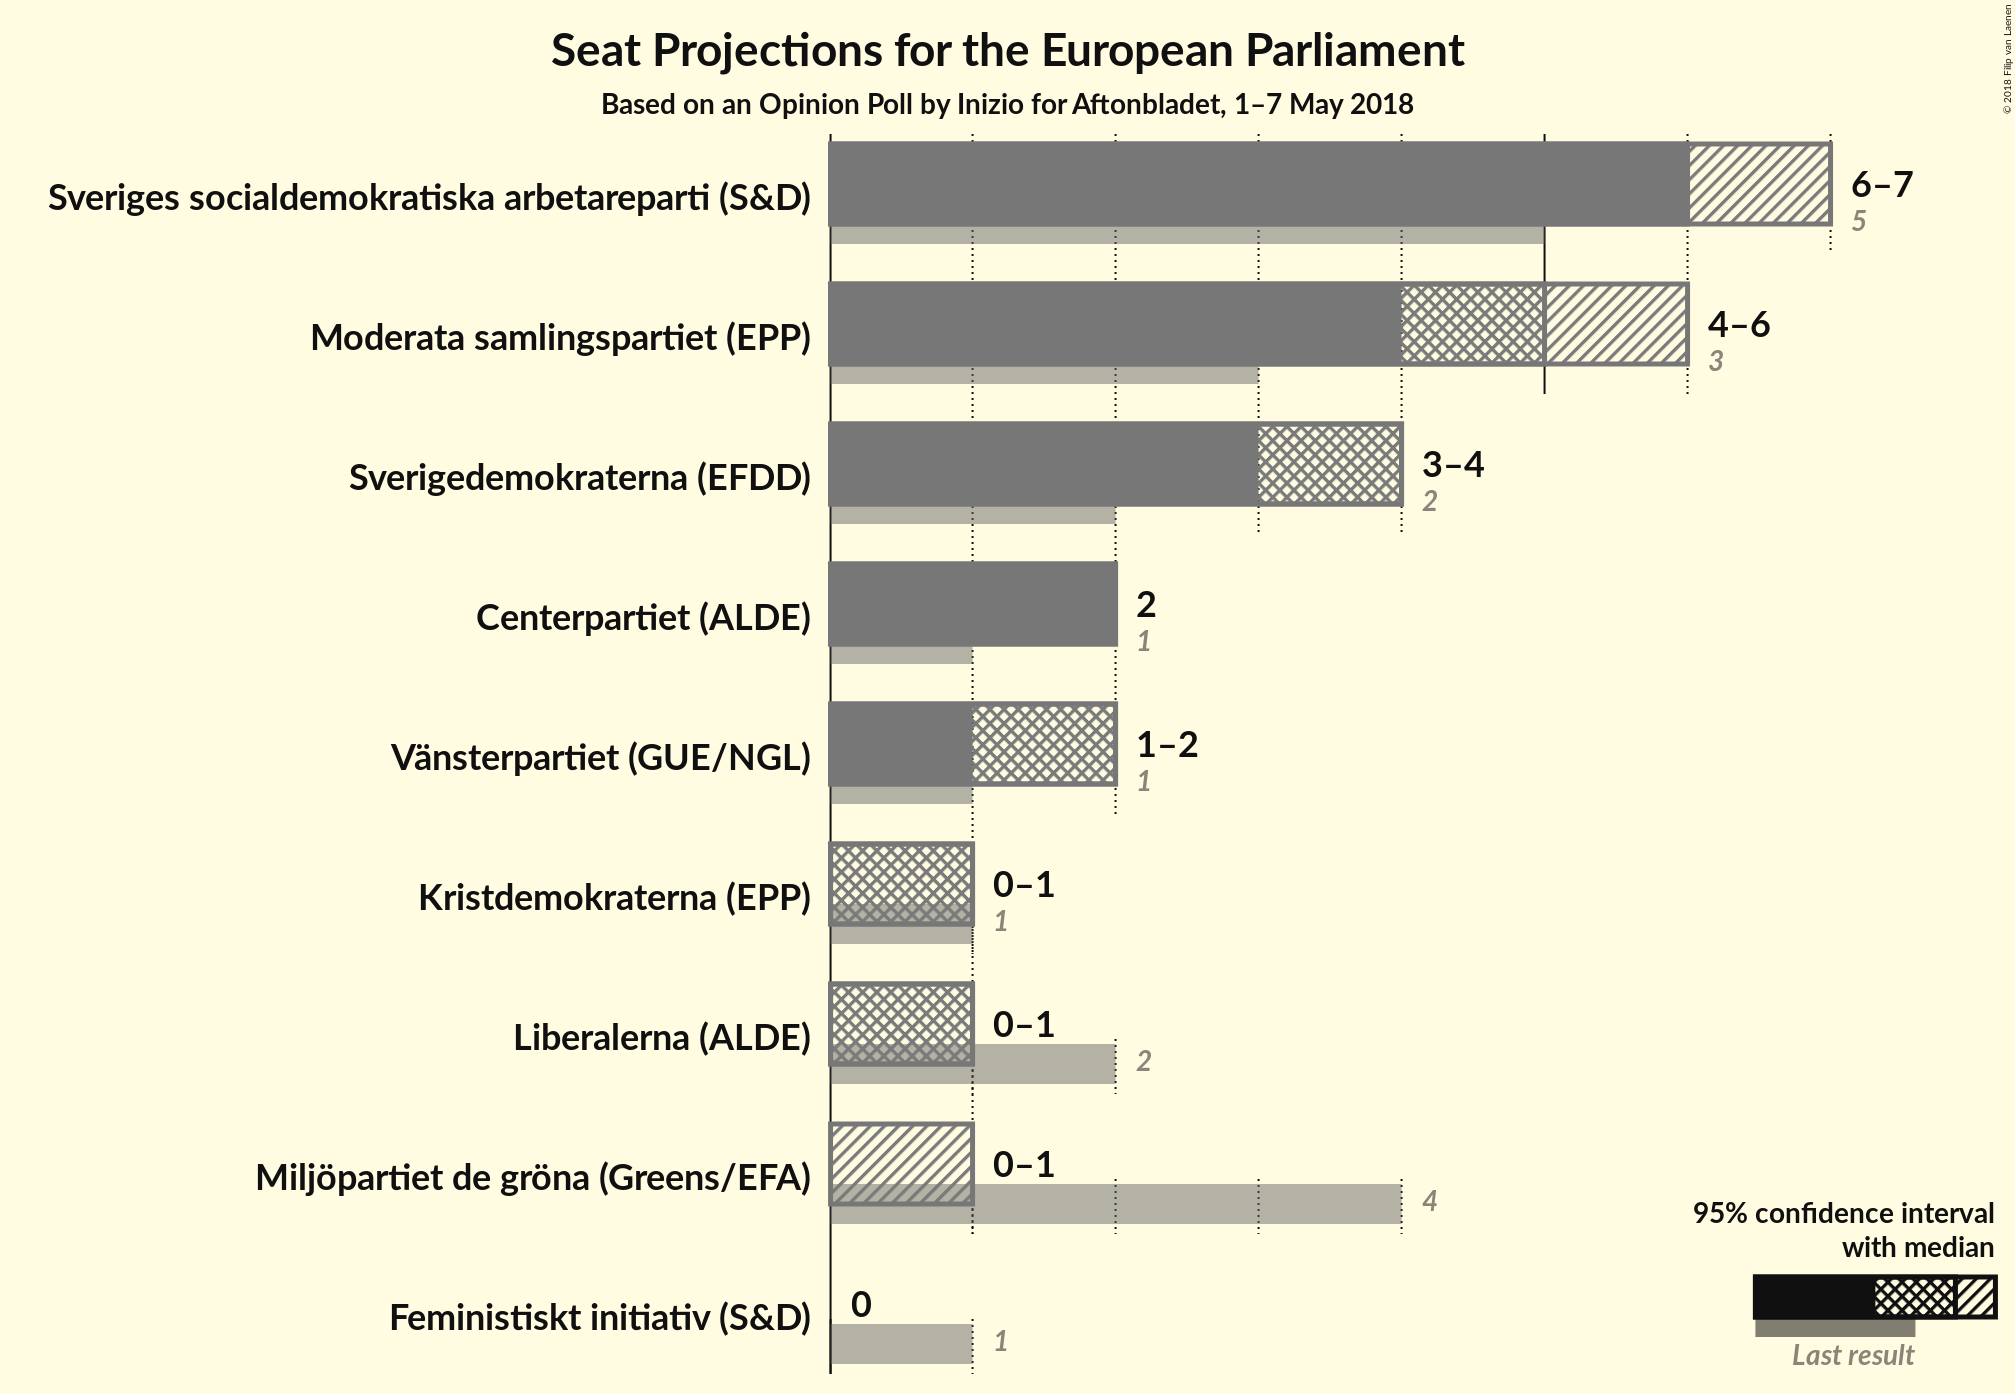 Seat Projections for the European Parliament
Based on an Opinion Poll by Inizio for Aftonbladet, 1–7 May 2018
© 2018 Filip van Laenen
Sveriges socialdemokratiska arbetareparti (S&D)
6–7
5
Moderata samlingspartiet (EPP)
4–6
3
Sverigedemokraterna (EFDD)
3–4
2
Centerpartiet (ALDE)
2
1
Vänsterpartiet (GUE/NGL)
1–2
1
Kristdemokraterna (EPP)
0–1
1
Liberalerna (ALDE)
0–1
2
Miljöpartiet de gröna (Greens/EFA)
0–1
4
Feministiskt initiativ (S&D)
0
1
95% confidence interval
with median
Last result